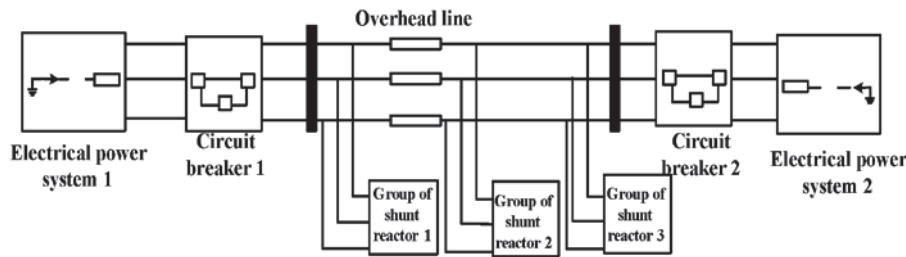 Overhead line
Electrical power
system 1
Circuit
breaker 1
Circuit
breaker 2
Electrical power
system 2
Group of
shunt
reactor 1
Group of
shunt
reactor 2
Group of
shunt
reactor 3